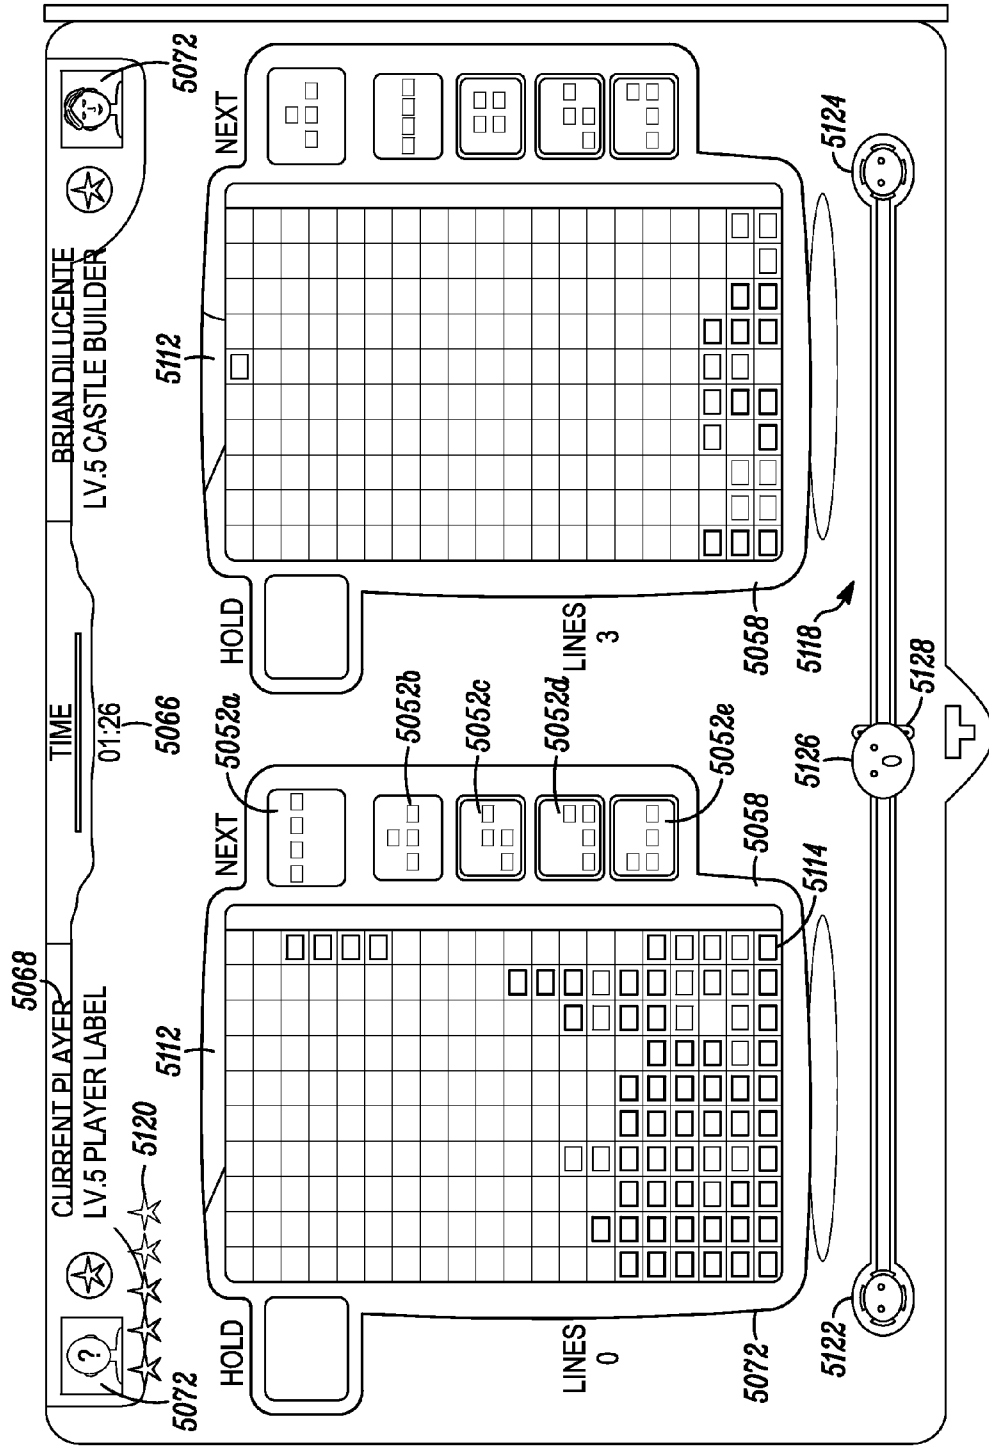 5068
CURRENT PLAYER
LV.5 PLAYER LABEL
?
5072
5120
TIME
01:26
5066
BRIAN DILUCENTE
LV.5 CASTLE BUILDER
5072
HOLD
5112
NEXT
5052a
5052b
5052c
5052d
5052e
LINES
0
5072
5058
5114
HOLD
5112
NEXT
LINES
3
5058
5118
5122
5126
5128
5124